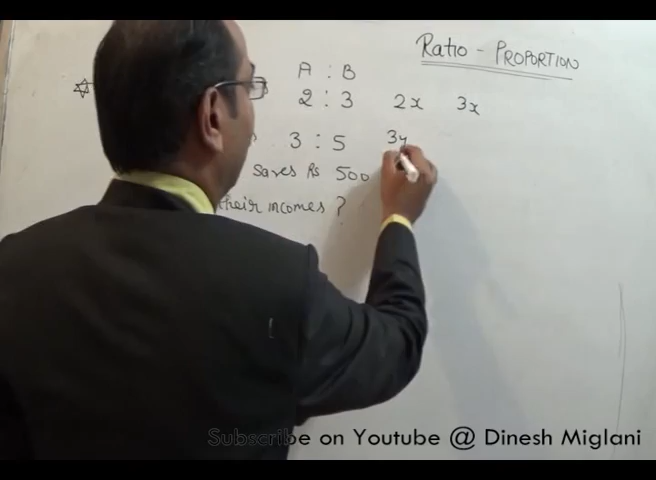 Ratio - PROPORTION
A : B
2 : 3 2x 3x
3 : 5 3y
Saves Rs 500
their incomes ?
Subscribe on Youtube @ Dinesh Miglani